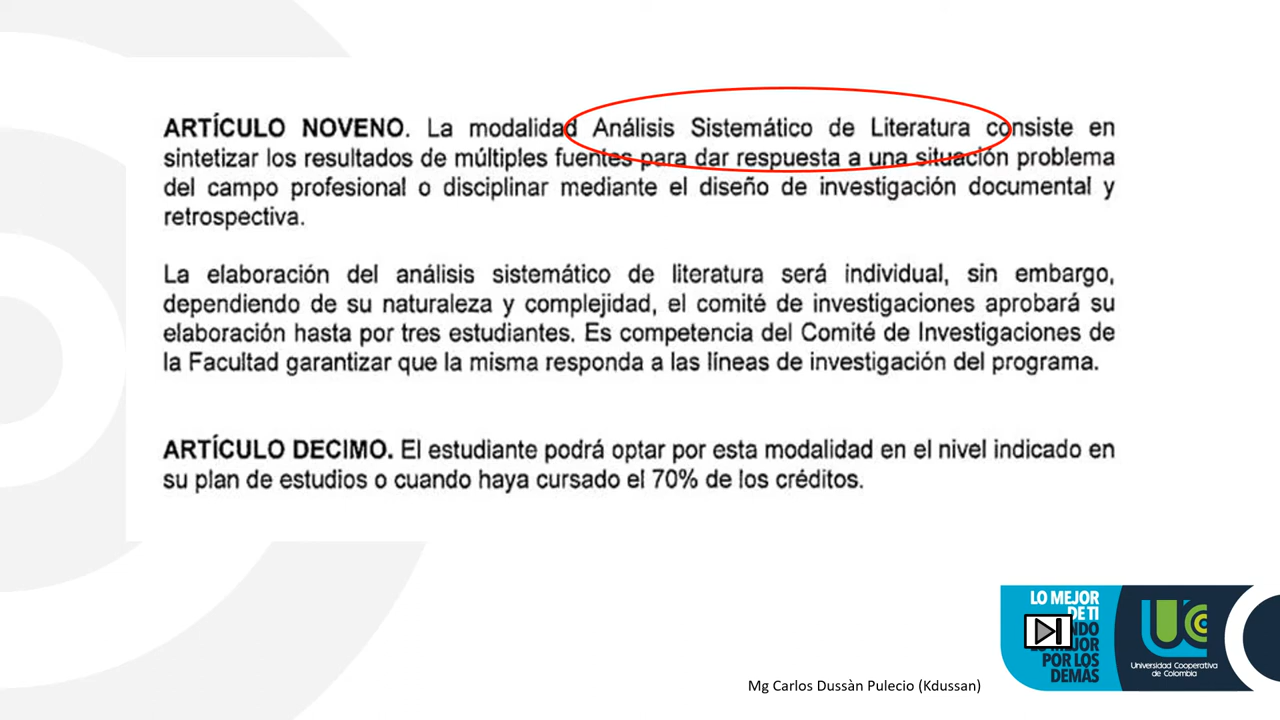 ARTÍCULO NOVENO. La modalidad Análisis Sistemático de Literatura consiste en
sintetizar los resultados de múltiples fuentes para dar respuesta a una situación problema
del campo profesional o disciplinar mediante el diseño de investigación documental y
retrospectiva.
La elaboración del análisis sistemático de literatura será individual, sin embargo,
dependiendo de su naturaleza y complejidad, el comité de investigaciones aprobará su
elaboración hasta por tres estudiantes. Es competencia del Comité de Investigaciones de
la Facultad garantizar que la misma responda a las líneas de investigación del programa.
ARTÍCULO DECIMO. El estudiante podrá optar por esta modalidad en el nivel indicado en
su plan de estudios o cuando haya cursado el 70% de los créditos.
LO MEJOR
DE TI
POR LOS
DEMÁS
Universidad Cooperativa
de Colombia
Mg Carlos Dussàn Pulecio (Kdussan)